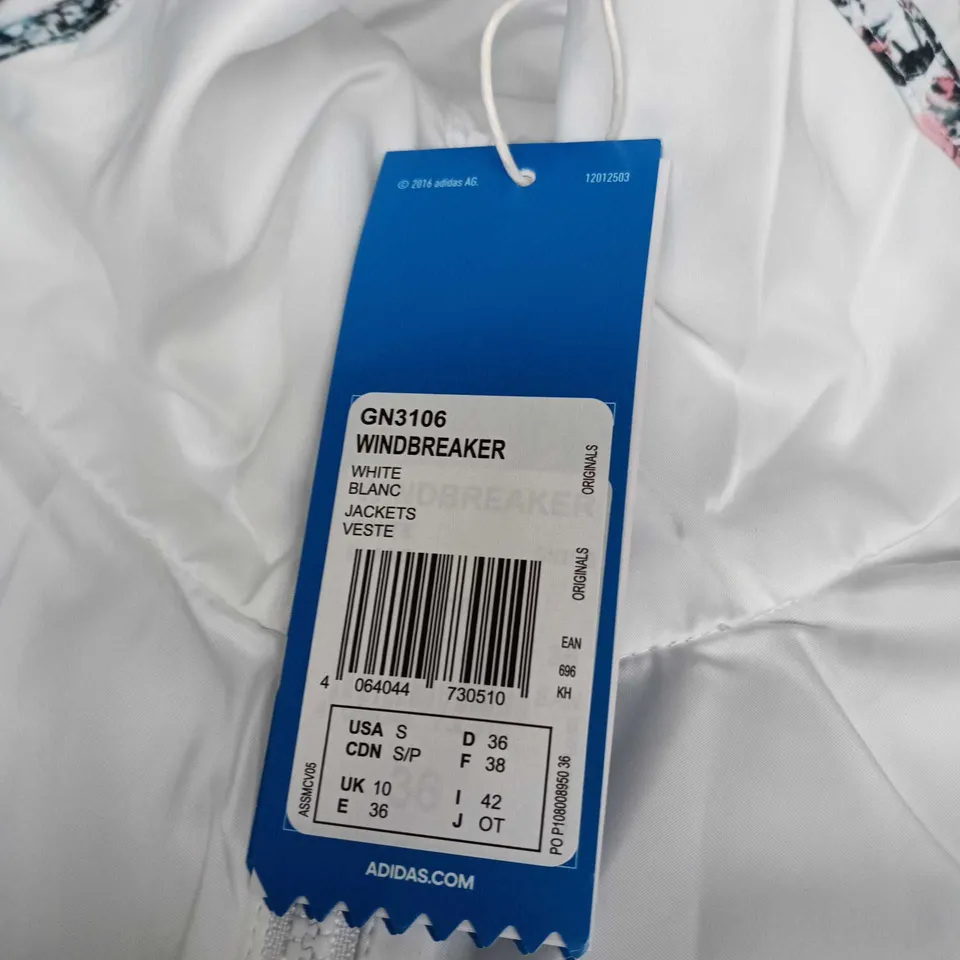 © 2016 adidas AG.
12012503
GN3106
WINDBREAKER
WHITE
BLANC
JACKETS
VESTE
ORIGINALS
ORIGINALS
EAN
696
KH
4 064044 730510
USA S D 36
CDN S/P F 38
UK 10 I 42
E 36 J OT
ASSMCV05
PO P108008950 36
ADIDAS.COM